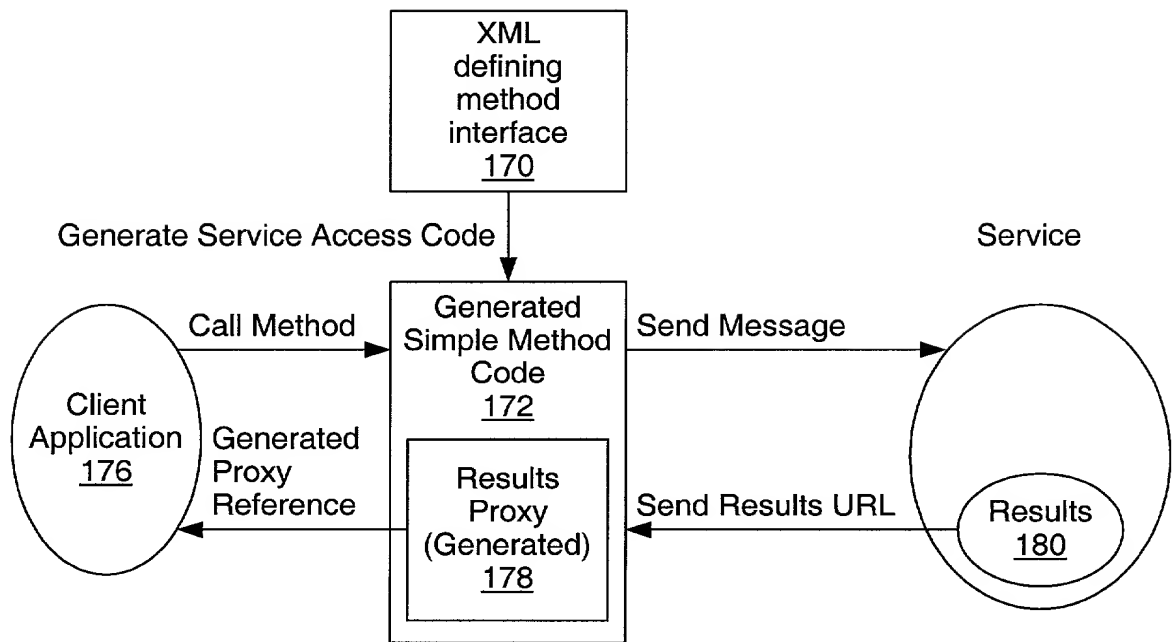 XML
defining
method
interface
170
Generate Service Access Code
Service
Generated
Simple Method
Code
172
Call Method
Send Message
Client
Application
176
Generated
Proxy
Reference
Results
Proxy
(Generated)
178
Send Results URL
Results
180